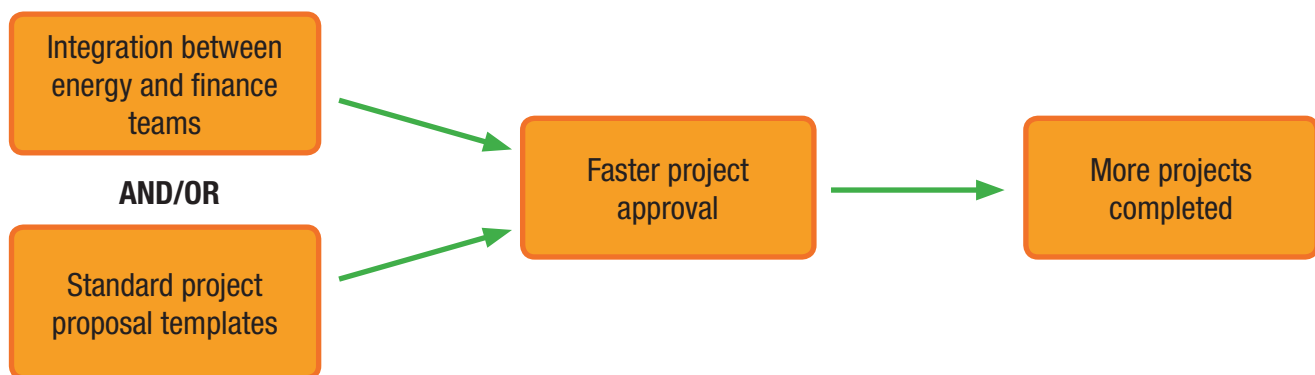 Integration between
energy and finance
teams
AND/OR
Standard project
proposal templates
Faster project
approval
More projects
completed